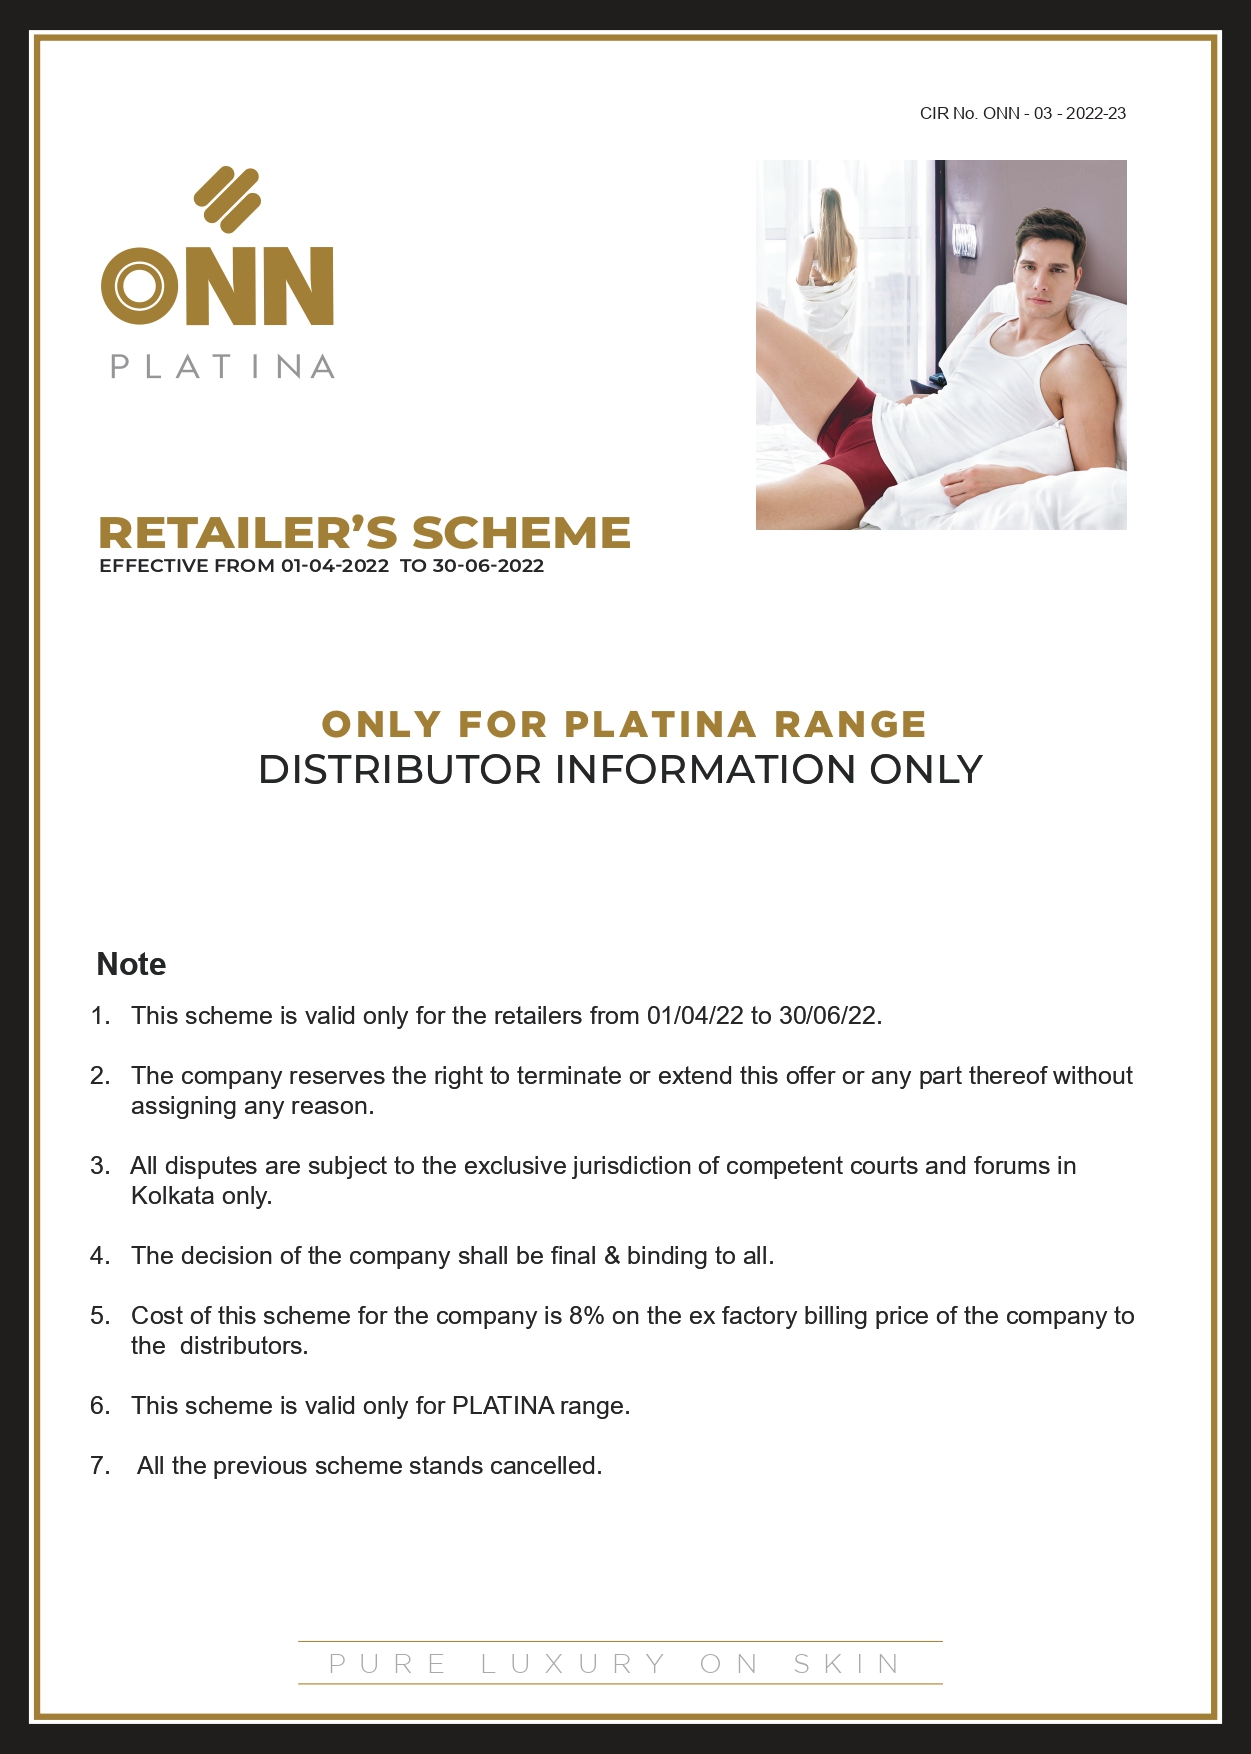 CIR No. ONN - 03 - 2022-23
ONN
PLATINA
RETAILER’S SCHEME
EFFECTIVE FROM 01-04-2022 TO 30-06-2022
ONLY FOR PLATINA RANGE
DISTRIBUTOR INFORMATION ONLY
Note
1. This scheme is valid only for the retailers from 01/04/22 to 30/06/22.
2. The company reserves the right to terminate or extend this offer or any part thereof without
assigning any reason.
3. All disputes are subject to the exclusive jurisdiction of competent courts and forums in
Kolkata only.
4. The decision of the company shall be final & binding to all.
5. Cost of this scheme for the company is 8% on the ex factory billing price of the company to
the distributors.
6. This scheme is valid only for PLATINA range.
7. All the previous scheme stands cancelled.
PURE LUXURY ON SKIN